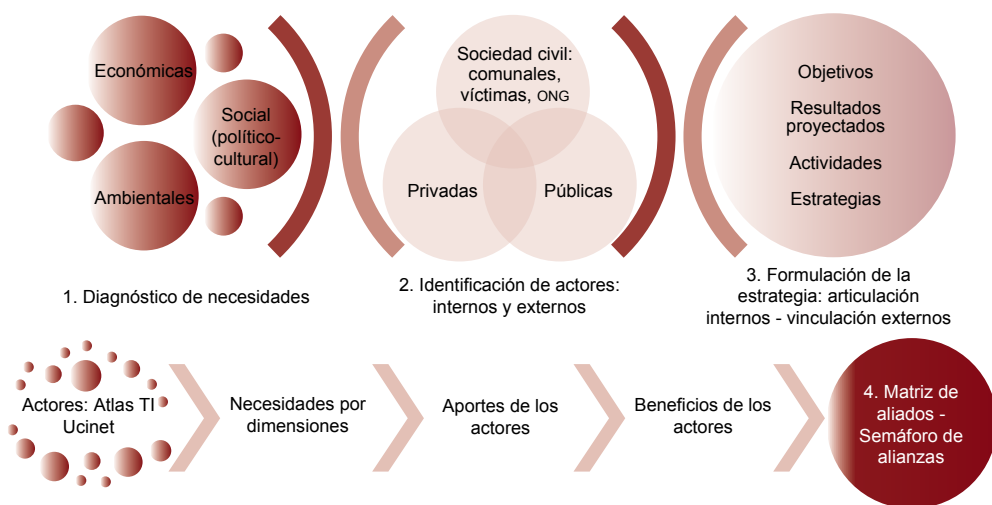 Económicas
Social
(político-
cultural)
Ambientales
1. Diagnóstico de necesidades
Sociedad civil:
comunales,
víctimas, ONG
Privadas
Públicas
2. Identificación de actores:
internos y externos
Objetivos
Resultados
proyectados
Actividades
Estrategias
3. Formulación de la
estrategia: articulación
internos - vinculación externos
Actores: Atlas TI
Ucinet
Necesidades por
dimensiones
Aportes de los
actores
Beneficios de los
actores
4. Matriz de
aliados -
Semáforo de
alianzas